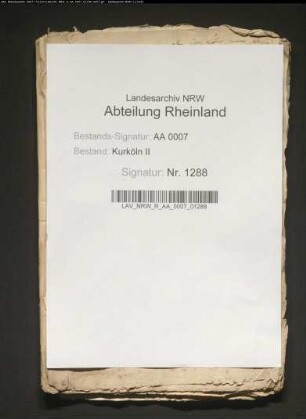 Landesarchiv NRW
Abteilung Rheinland
Bestands-Signatur: AA 0007
Bestand: Kurköln II
Signatur: Nr. 1288
LAV_NRW_R_AA_0007_01288